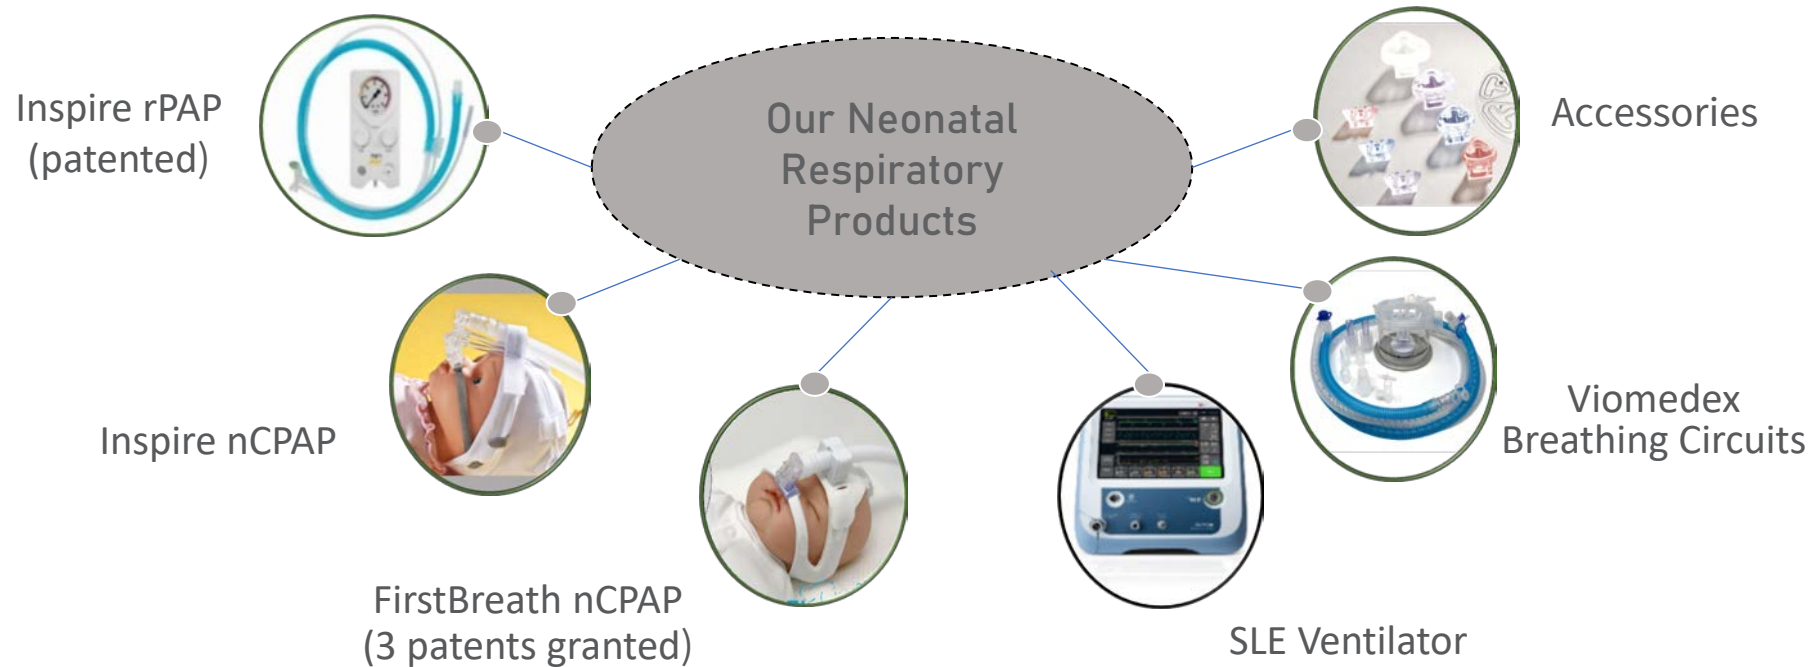 Our Neonatal
Respiratory
Products
Inspire rPAP
(patented)
Inspire nCPAP
FirstBreath nCPAP
(3 patents granted)
SLE Ventilator
Viomedex
Breathing Circuits
Accessories